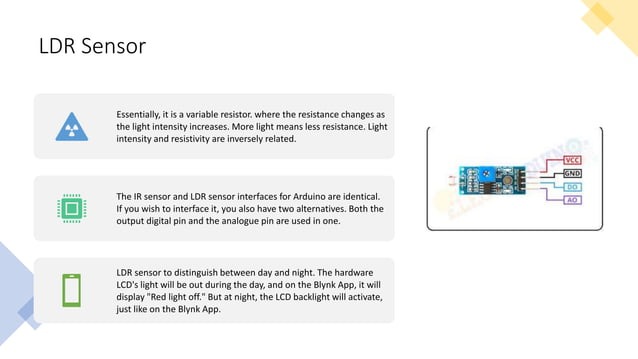 LDR Sensor
Essentially, it is a variable resistor. where the resistance changes as
the light intensity increases. More light means less resistance. Light
intensity and resistivity are inversely related.
The IR sensor and LDR sensor interfaces for Arduino are identical.
If you wish to interface it, you also have two alternatives. Both the
output digital pin and the analogue pin are used in one.
LDR sensor to distinguish between day and night. The hardware
LCD's light will be out during the day, and on the Blynk App, it will
display "Red light off." But at night, the LCD backlight will activate,
just like on the Blynk App.
VCC
GND
DO
AO